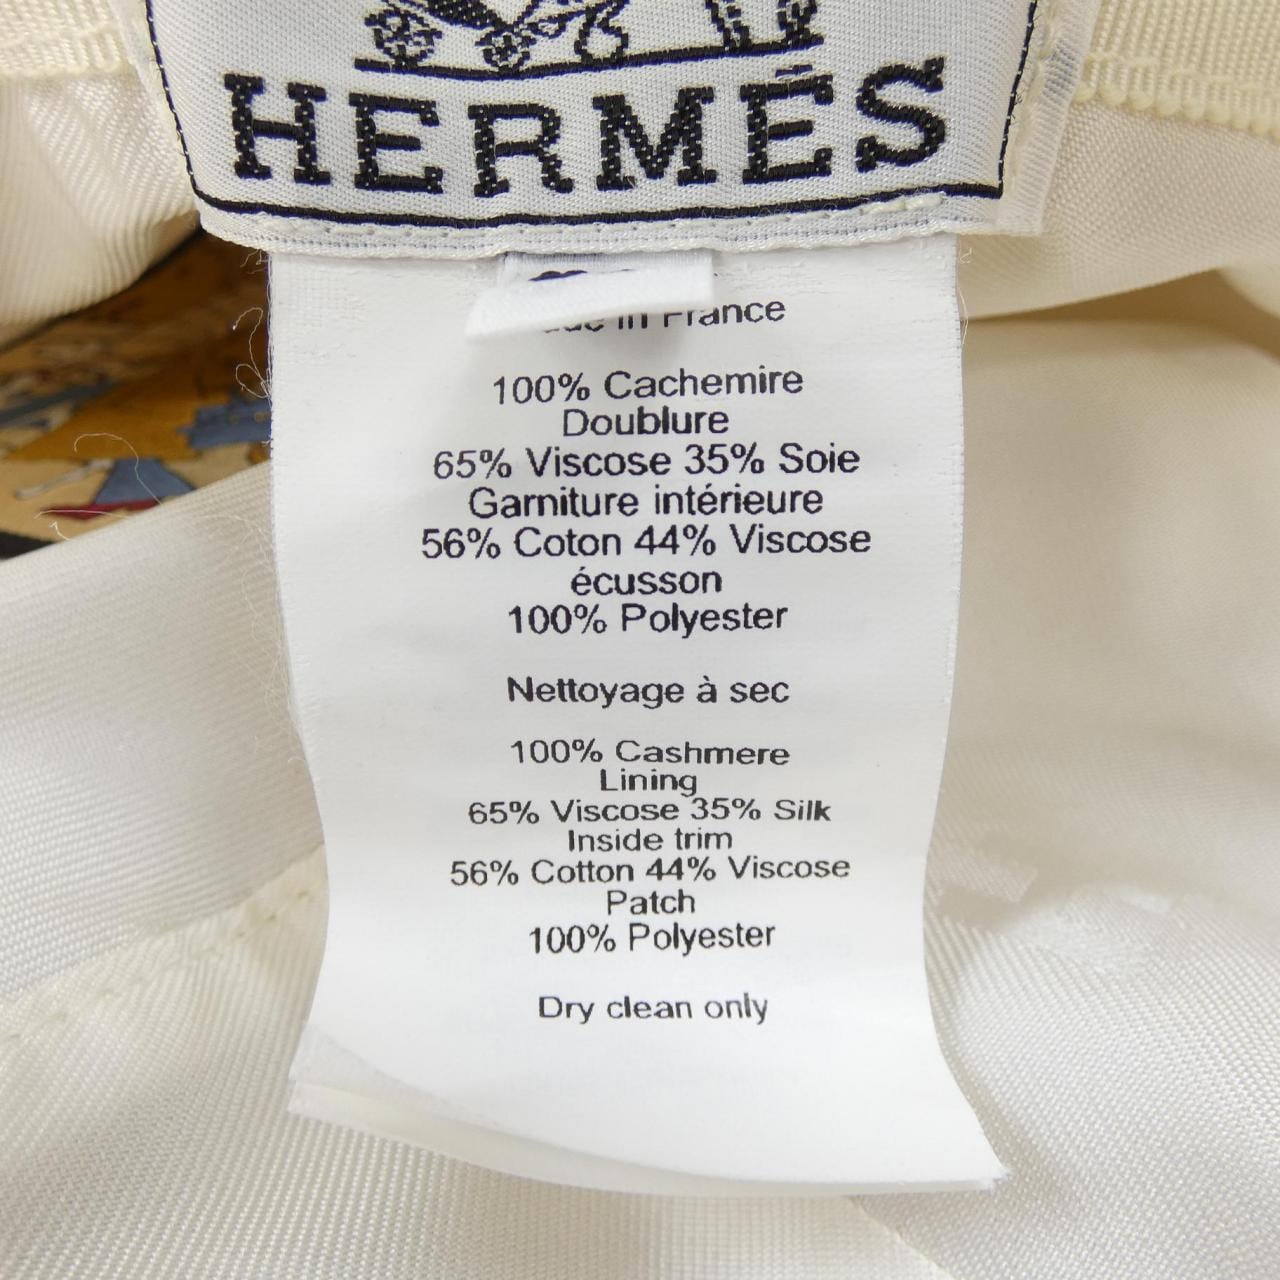 HERMÈS
in France
100% Cachemire
Doublure
65% Viscose 35% Soie
Garniture intérieure
56% Coton 44% Viscose
écusson
100% Polyester
Nettoyage à sec
100% Cashmere
Lining
65% Viscose 35% Silk
Inside trim
56% Cotton 44% Viscose
Patch
100% Polyester
Dry clean only